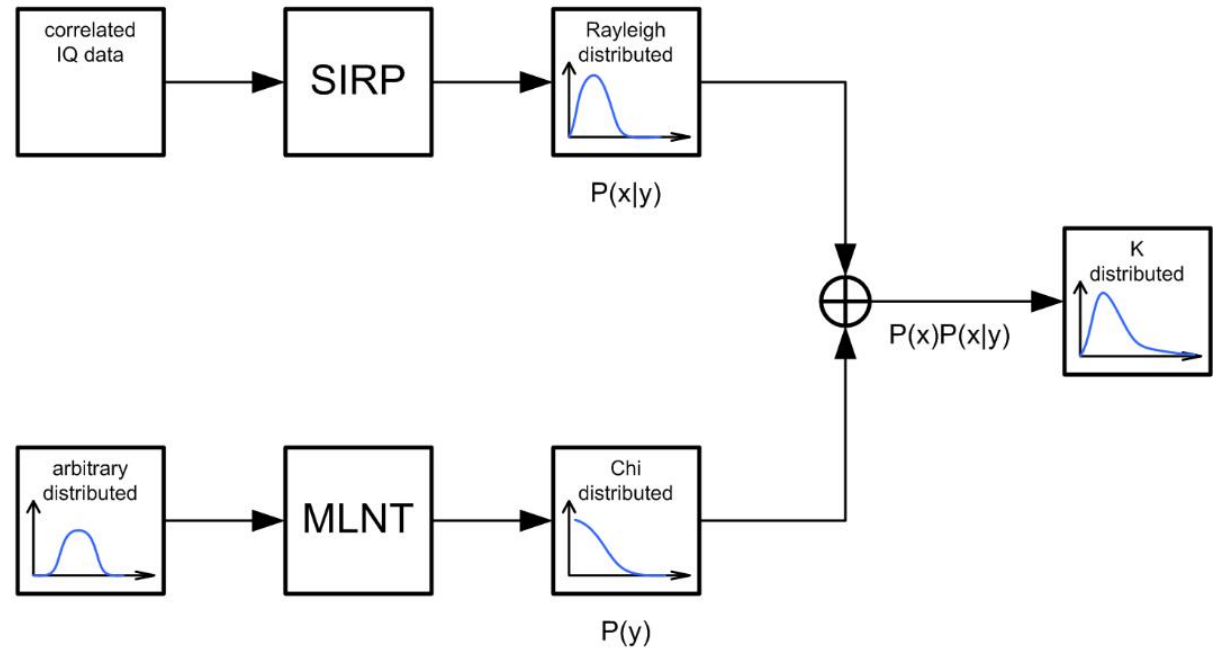 correlated
IQ data
SIRP
Rayleigh
distributed
P(x|y)
K
distributed
P(x)P(x|y)
arbitrary
distributed
MLNT
Chi
distributed
P(y)